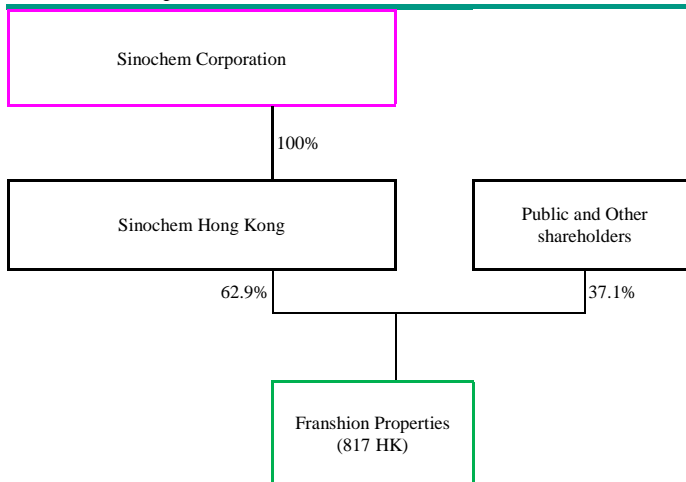 Sinochem Corporation
100%
Sinochem Hong Kong
Public and Other
shareholders
62.9%
37.1%
Franshion Properties
(817 HK)